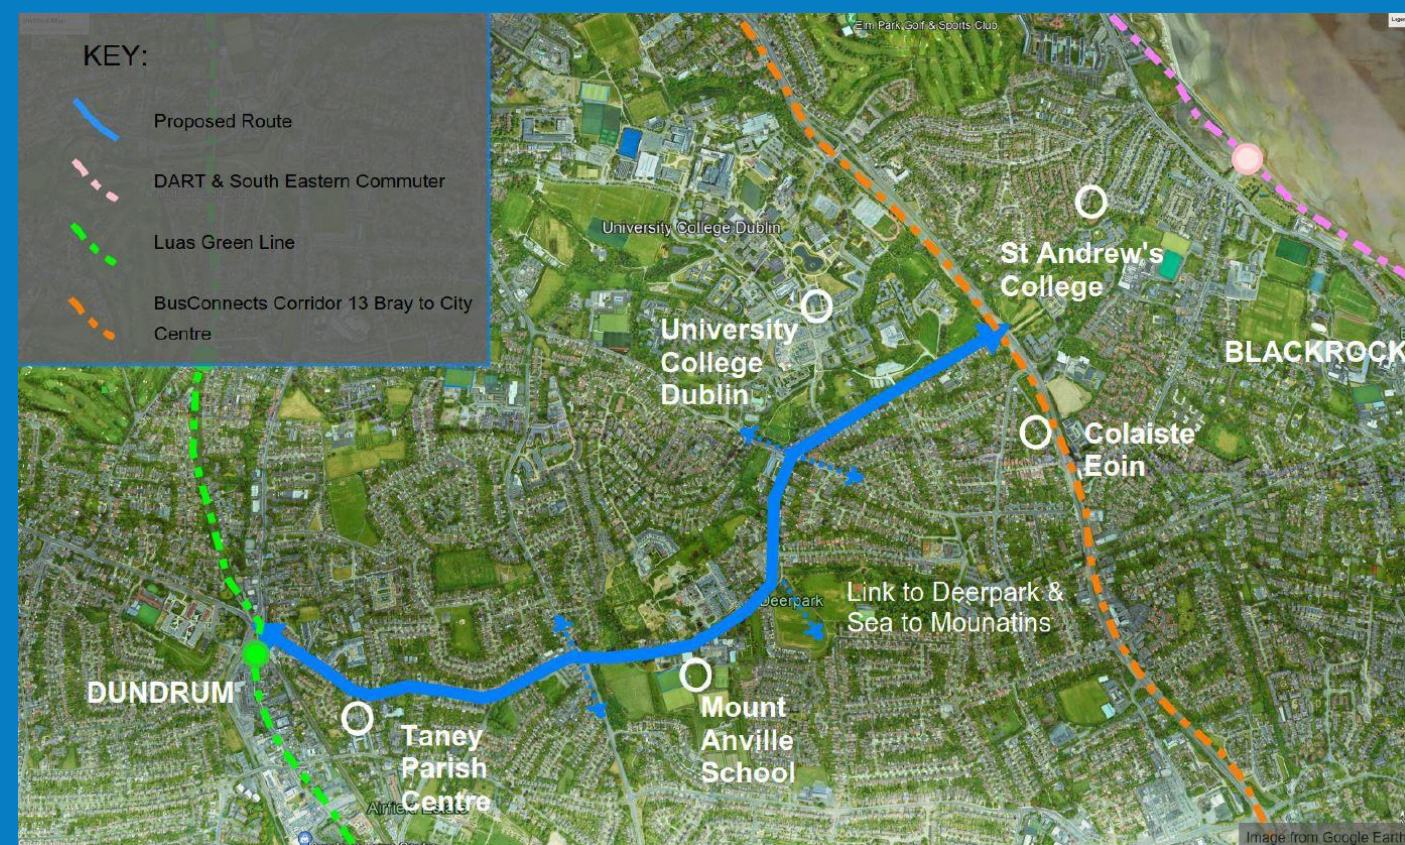 KEY:
Proposed Route
DART & South Eastern Commuter
Luas Green Line
BusConnects Corridor 13 Bray to City
Centre
Elm Park Golf & Sports Club
University College Dublin
St Andrew's
College
University
College
Dublin
BLACKROCK
Colaiste
Eoin
Deerpark
Link to Deerpark &
Sea to Mounatins
DUNDRUM
Mount
Anville
School
Taney
Parish
Centre
Airfield Estate
Image from Google Earth